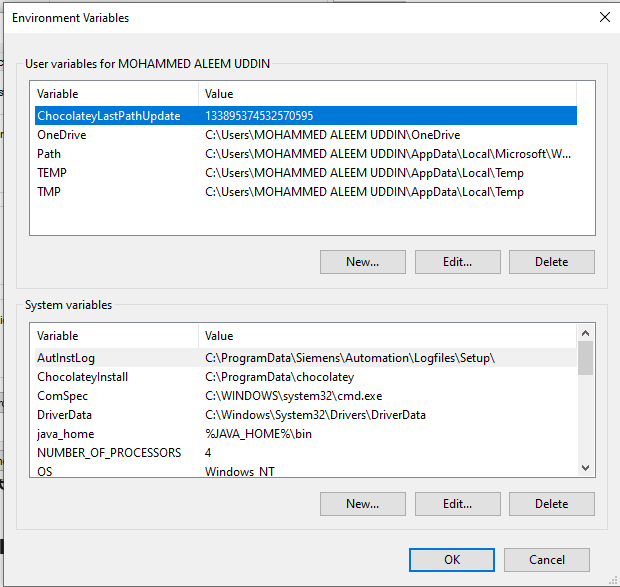 Environment Variables
User variables for MOHAMMED ALEEM UDDIN
Variable Value
ChocolateyLastPathUpdate 133895374532570595
OneDrive C:\Users\MOHAMMED ALEEM UDDIN\OneDrive
Path C:\Users\MOHAMMED ALEEM UDDIN\AppData\Local\Microsoft\W...
TEMP C:\Users\MOHAMMED ALEEM UDDIN\AppData\Local\Temp
TMP C:\Users\MOHAMMED ALEEM UDDIN\AppData\Local\Temp
New... Edit... Delete
System variables
Variable Value
AutInstLog C:\ProgramData\Siemens\Automation\Logfiles\Setup\
ChocolateyInstall C:\ProgramData\chocolatey
ComSpec C:\WINDOWS\system32\cmd.exe
DriverData C:\Windows\System32\Drivers\DriverData
java_home %JAVA_HOME%\bin
NUMBER_OF_PROCESSORS 4
OS Windows_NT
New... Edit... Delete
OK Cancel